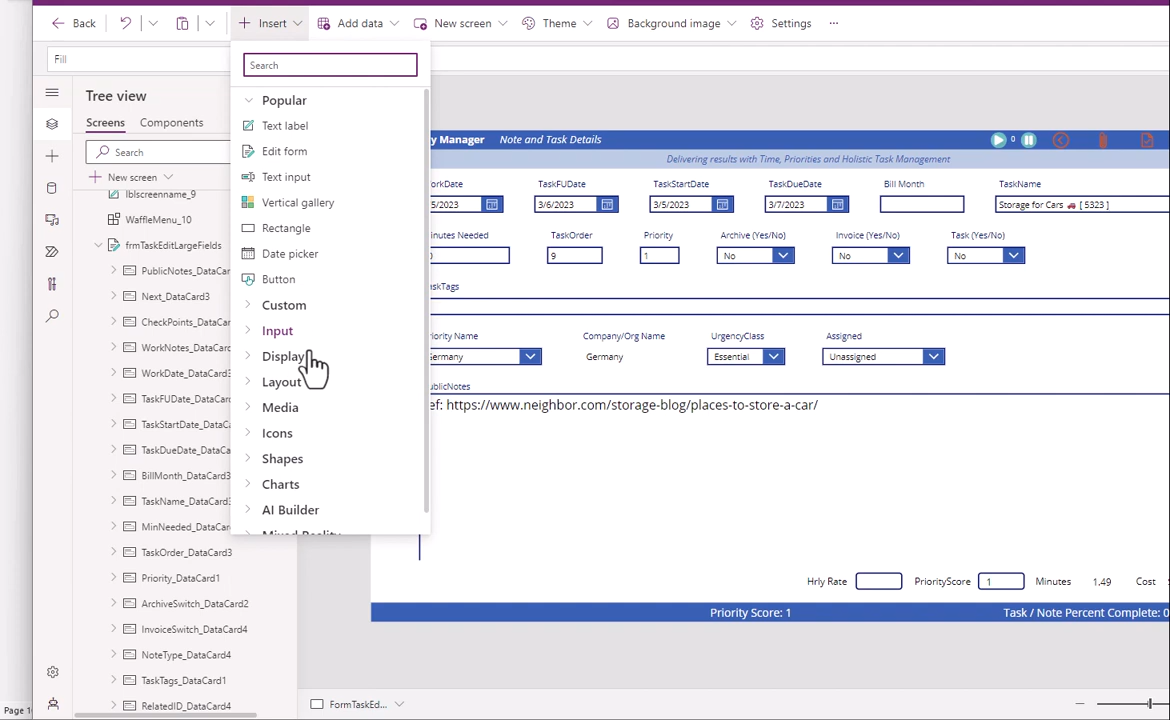 Back
Insert
Add data
New screen
Theme
Background image
Settings
...
Fill
Search
Tree view
Screens
Components
Search
New screen
lblscreenname_9
WaffleMenu_10
frmTaskEditLargeFields
PublicNotes_DataCar
Next_DataCard3
CheckPoints_DataCar
WorkNotes_DataCard
WorkDate_DataCard3
TaskFUDate_DataCar
TaskStartDate_DataC
TaskDueDate_DataCa
BillMonth_DataCard3
TaskName_DataCard3
MinNeeded_DataCar
TaskOrder_DataCard3
Priority_DataCard1
ArchiveSwitch_DataCard2
InvoiceSwitch_DataCard4
NoteType_DataCard4
TaskTags_DataCard1
RelatedID_DataCard4
Popular
Text label
Edit form
Text input
Vertical gallery
Rectangle
Date picker
Button
Custom
Input
Display
Layout
Media
Icons
Shapes
Charts
AI Builder
Mixed Reality
y Manager Note and Task Details
0
Delivering results with Time, Priorities and Holistic Task Management
orkDate TaskFUDate TaskStartDate TaskDueDate Bill Month TaskName
5/2023 3/6/2023 3/5/2023 3/7/2023 Storage for Cars 🚗 [ 5323 ]
inutes Needed TaskOrder Priority Archive (Yes/No) Invoice (Yes/No) Task (Yes/No)
0 9 1 No No No
askTags
iority Name Company/Org Name UrgencyClass Assigned
Germany Germany Essential Unassigned
ublicNotes
ef: https://www.neighbor.com/storage-blog/places-to-store-a-car/
Hrly Rate PriorityScore 1 Minutes 1.49 Cost
Priority Score: 1 Task / Note Percent Complete: 0
FormTaskEd...
Page 1